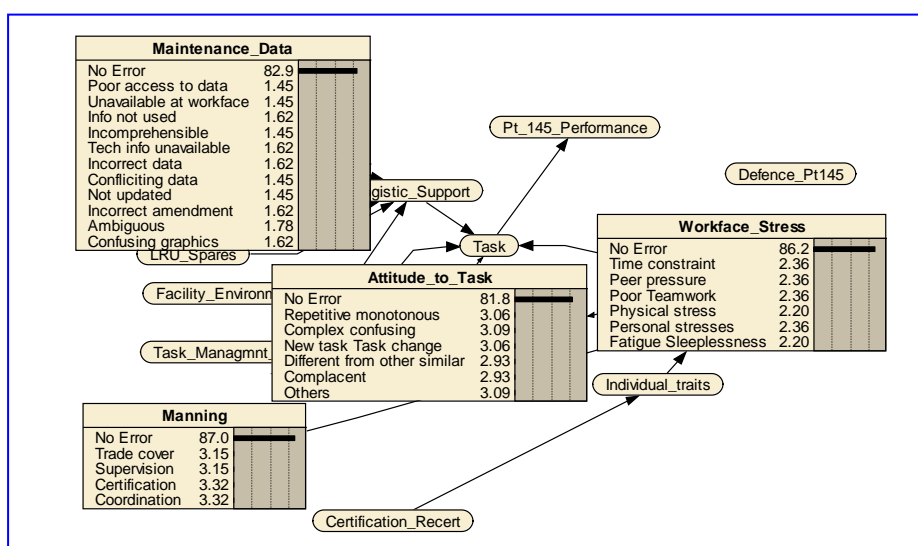 Maintenance_Data
No Error 82.9
Poor access to data 1.45
Unavailable at workface 1.45
Info not used 1.62
Incomprehensible 1.45
Tech info unavailable 1.62
Incorrect data 1.62
Confliciting data 1.45
Not updated 1.45
Incorrect amendment 1.62
Ambiguous 1.78
Confusing graphics 1.62
Pt_145_Performance
Defence_Pt145
gistic_Support
Task
LRU_Spares
Workface_Stress
No Error 86.2
Time constraint 2.36
Peer pressure 2.36
Poor Teamwork 2.36
Physical stress 2.20
Personal stresses 2.36
Fatigue Sleeplessness 2.20
Facility_Environm
Attitude_to_Task
No Error 81.8
Repetitive monotonous 3.06
Complex confusing 3.09
New task Task change 3.06
Different from other similar 2.93
Complacent 2.93
Others 3.09
Task_Managmnt_
Individual_traits
Manning
No Error 87.0
Trade cover 3.15
Supervision 3.15
Certification 3.32
Coordination 3.32
Certification_Recert